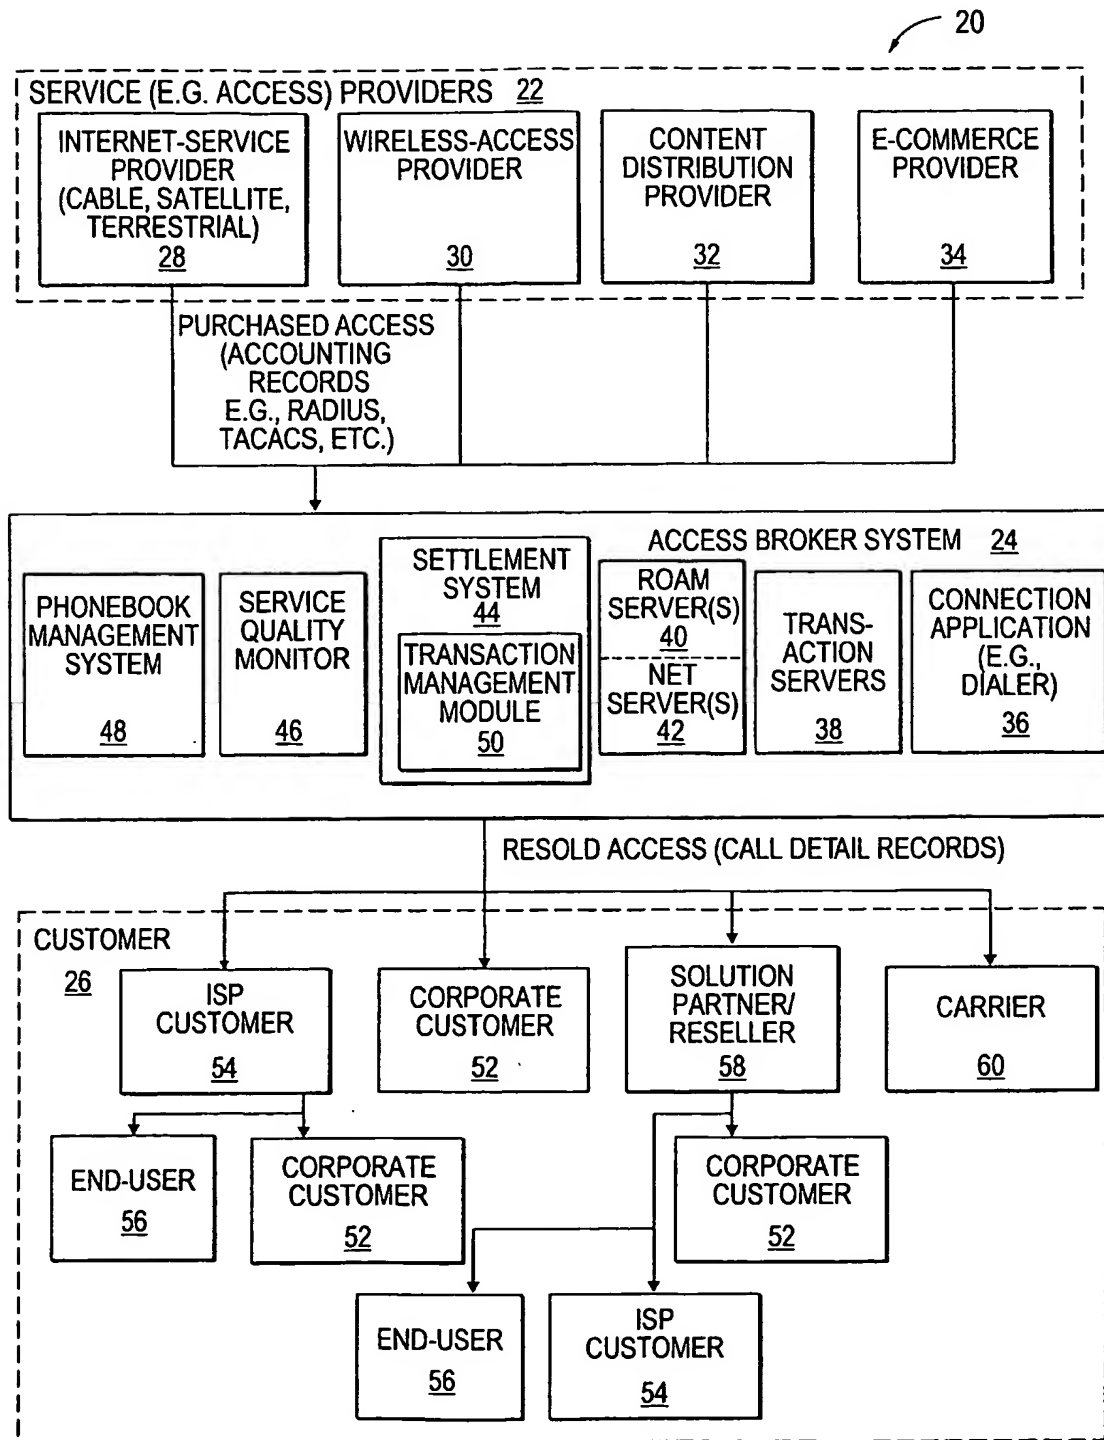 20
SERVICE (E.G. ACCESS) PROVIDERS 22
INTERNET-SERVICE
PROVIDER
(CABLE, SATELLITE,
TERRESTRIAL)
28
WIRELESS-ACCESS
PROVIDER
30
CONTENT
DISTRIBUTION
PROVIDER
32
E-COMMERCE
PROVIDER
34
PURCHASED ACCESS
(ACCOUNTING
RECORDS
E.G., RADIUS,
TACACS, ETC.)
ACCESS BROKER SYSTEM 24
PHONEBOOK
MANAGEMENT
SYSTEM
48
SERVICE
QUALITY
MONITOR
46
SETTLEMENT
SYSTEM
44
TRANSACTION
MANAGEMENT
MODULE
50
ROAM
SERVER(S)
40
NET
SERVER(S)
42
TRANS-
ACTION
SERVERS
38
CONNECTION
APPLICATION
(E.G.,
DIALER)
36
RESOLD ACCESS (CALL DETAIL RECORDS)
CUSTOMER
26
ISP
CUSTOMER
54
CORPORATE
CUSTOMER
52
SOLUTION
PARTNER/
RESELLER
58
CARRIER
60
END-USER
56
CORPORATE
CUSTOMER
52
CORPORATE
CUSTOMER
52
END-USER
56
ISP
CUSTOMER
54